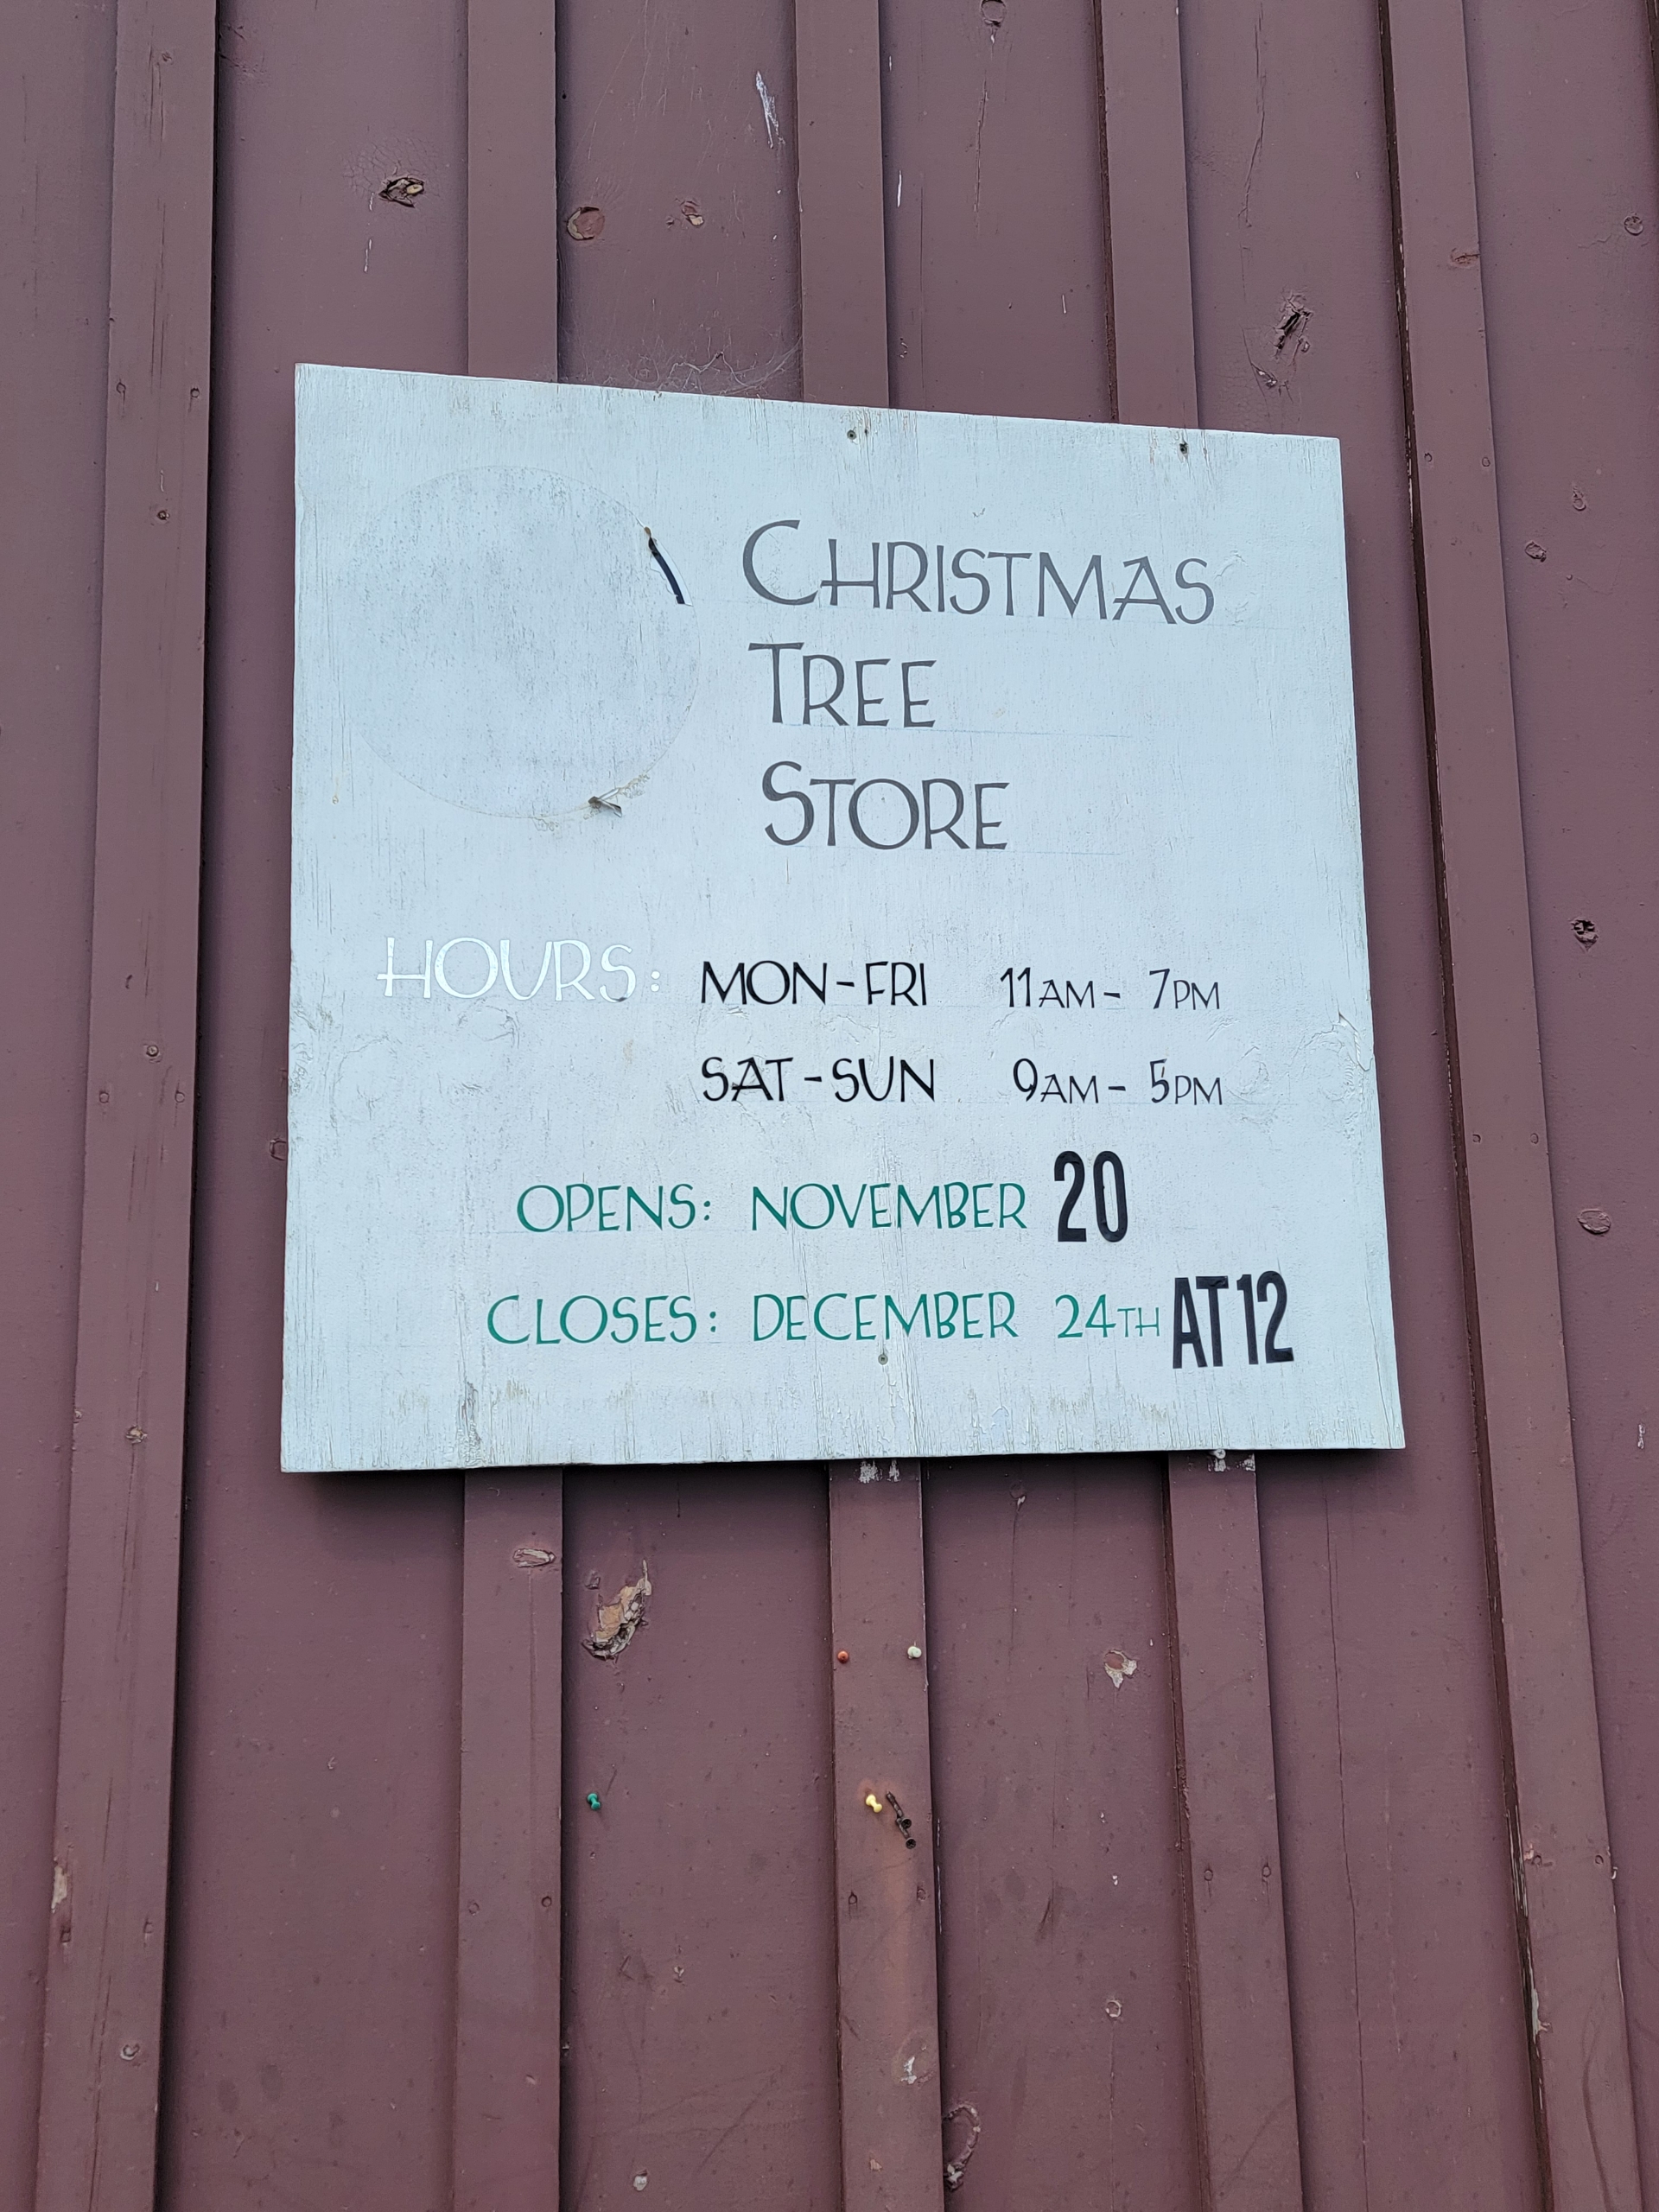 CHRISTMAS
TREE
STORE
HOURS: MON-FRI 11AM- 7PM
SAT-SUN 9AM- 5PM
OPENS: NOVEMBER 20
CLOSES: DECEMBER 24TH AT 12